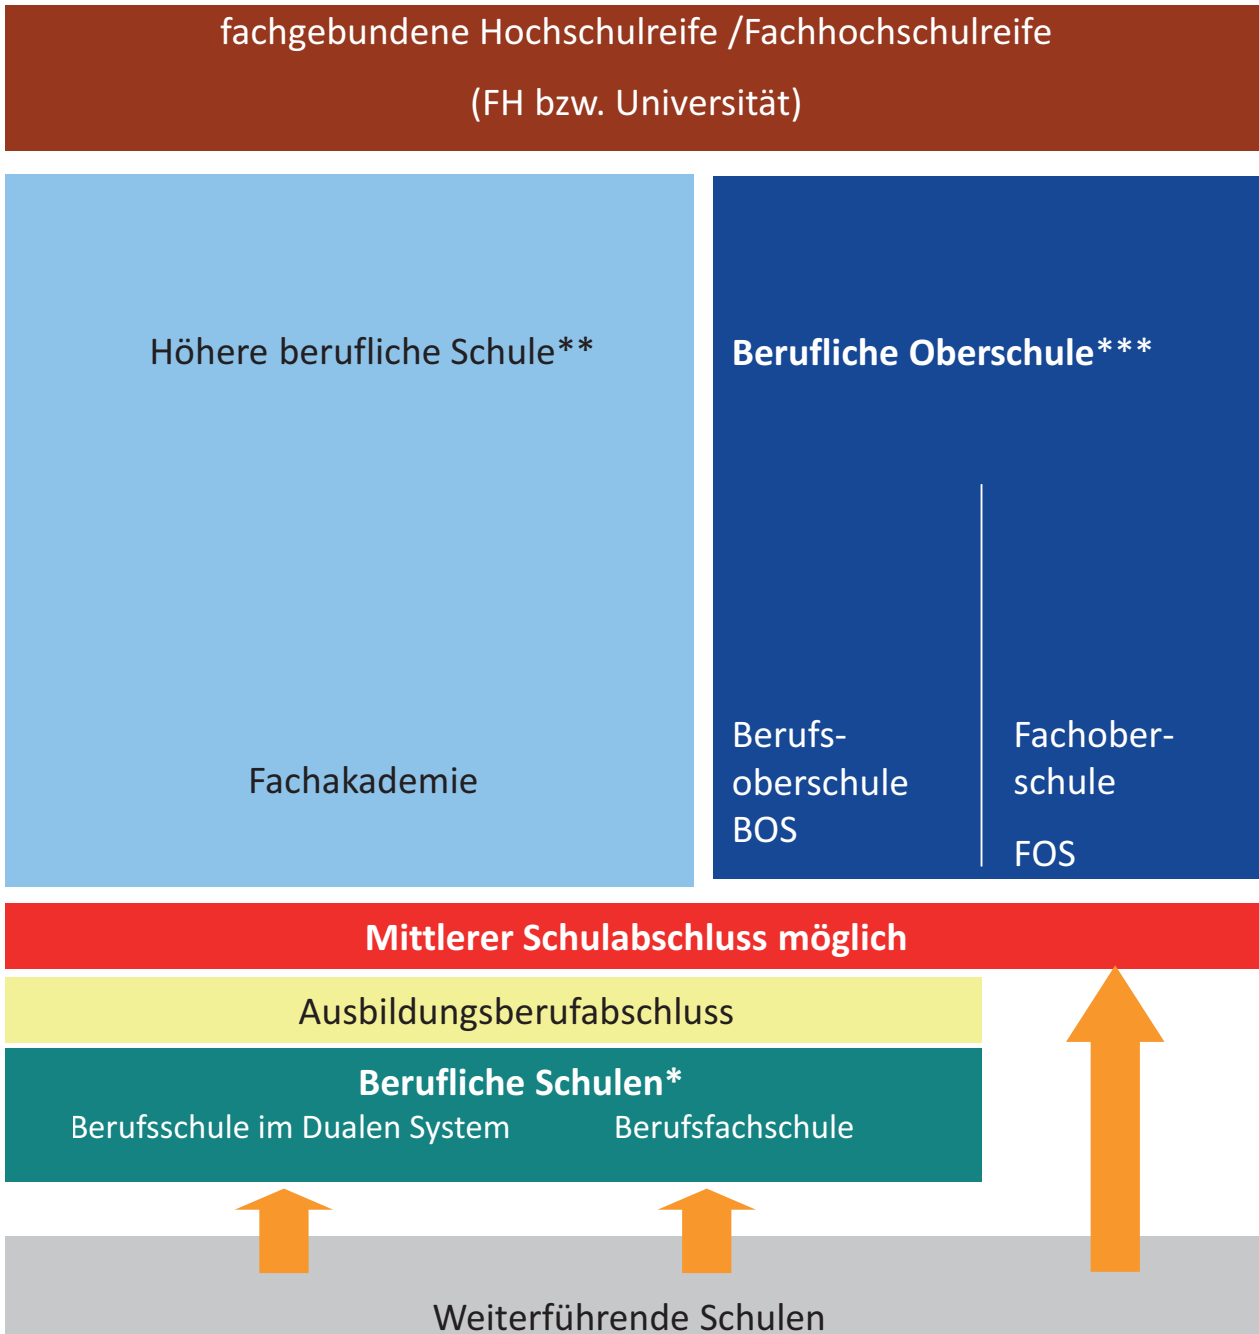 fachgebundene Hochschulreife /Fachhochschulreife
(FH bzw. Universität)
Höhere berufliche Schule**
Fachakademie
Berufliche Oberschule***
Berufs-
oberschule
BOS
Fachober-
schule
FOS
Mittlerer Schulabschluss möglich
Ausbildungsberufabschluss
Berufliche Schulen*
Berufsschule im Dualen System
Berufsfachschule
Weiterführende Schulen